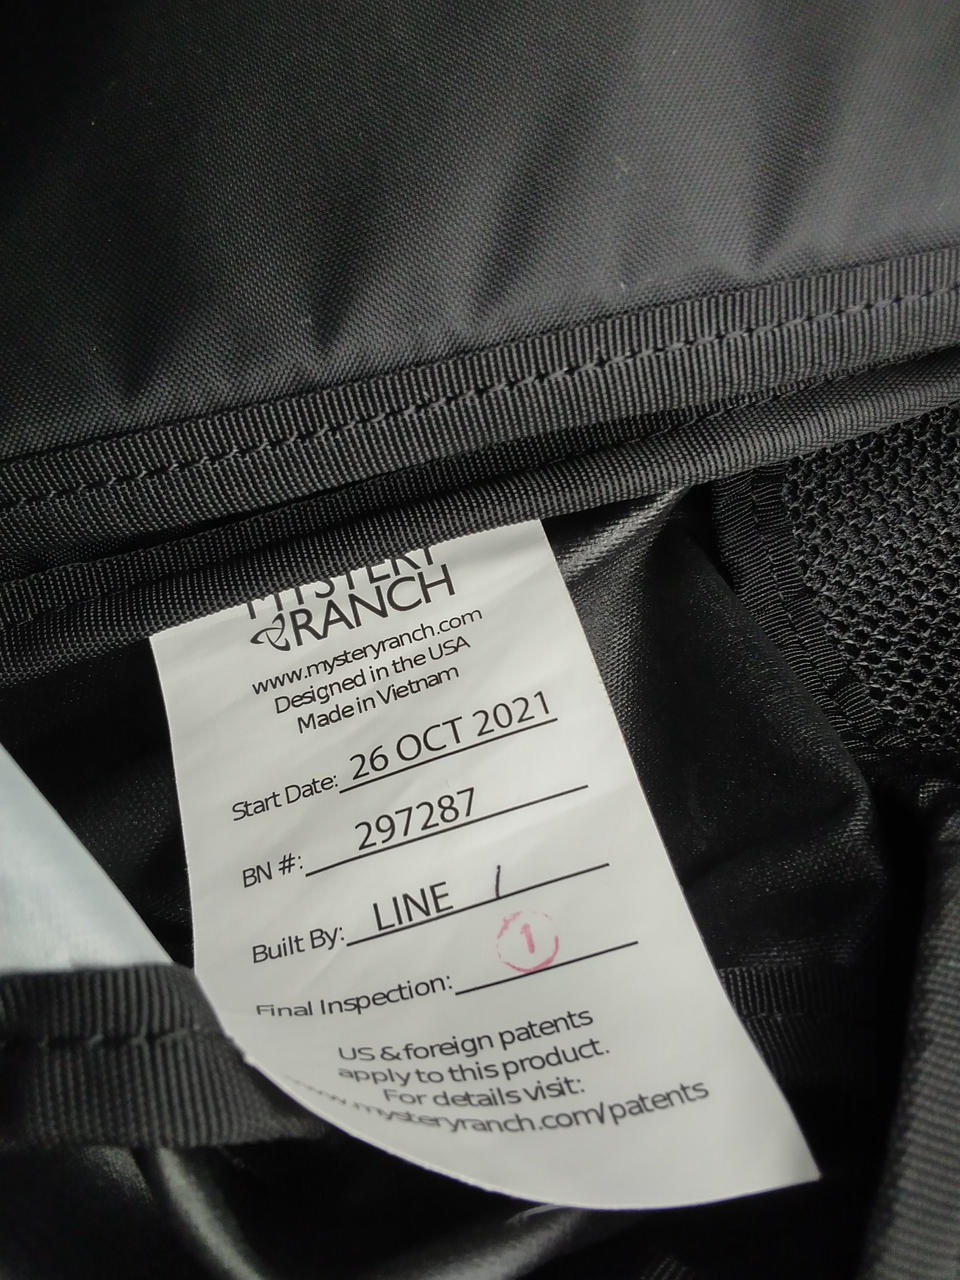 MYSTERY
RANCH
www.mysteryranch.com
Designed in the USA
Made in Vietnam
Start Date: 26 OCT 2021
BN #: 297287
Built By: LINE /
Final Inspection: 1
US & foreign patents
apply to this product.
For details visit:
www.mysteryranch.com/patents